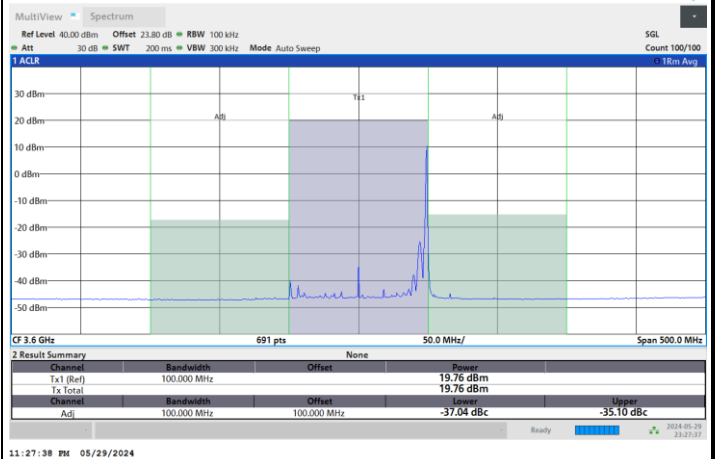 MultiView Spectrum
Ref Level 40.00 dBm Offset 23.80 dB RBW 100 kHz SGL
Att 30 dB SWT 200 ms VBW 300 kHz Mode Auto Sweep Count 100/100
1 ACLR 1Rm Avg
30 dBm
Tx1
20 dBm
Adj Adj
10 dBm
0 dBm
-10 dBm
-20 dBm
-30 dBm
-40 dBm
-50 dBm
CF 3.6 GHz 691 pts 50.0 MHz/ Span 500.0 MHz
2 Result Summary None
Channel Bandwidth Offset Power
Tx1 (Ref) 100.000 MHz 19.76 dBm
Tx Total 19.76 dBm
Channel Bandwidth Offset Lower Upper
Adj 100.000 MHz 100.000 MHz -37.04 dBc -35.10 dBc
Ready 2024-05-29
23:27:37
11:27:38 PM 05/29/2024